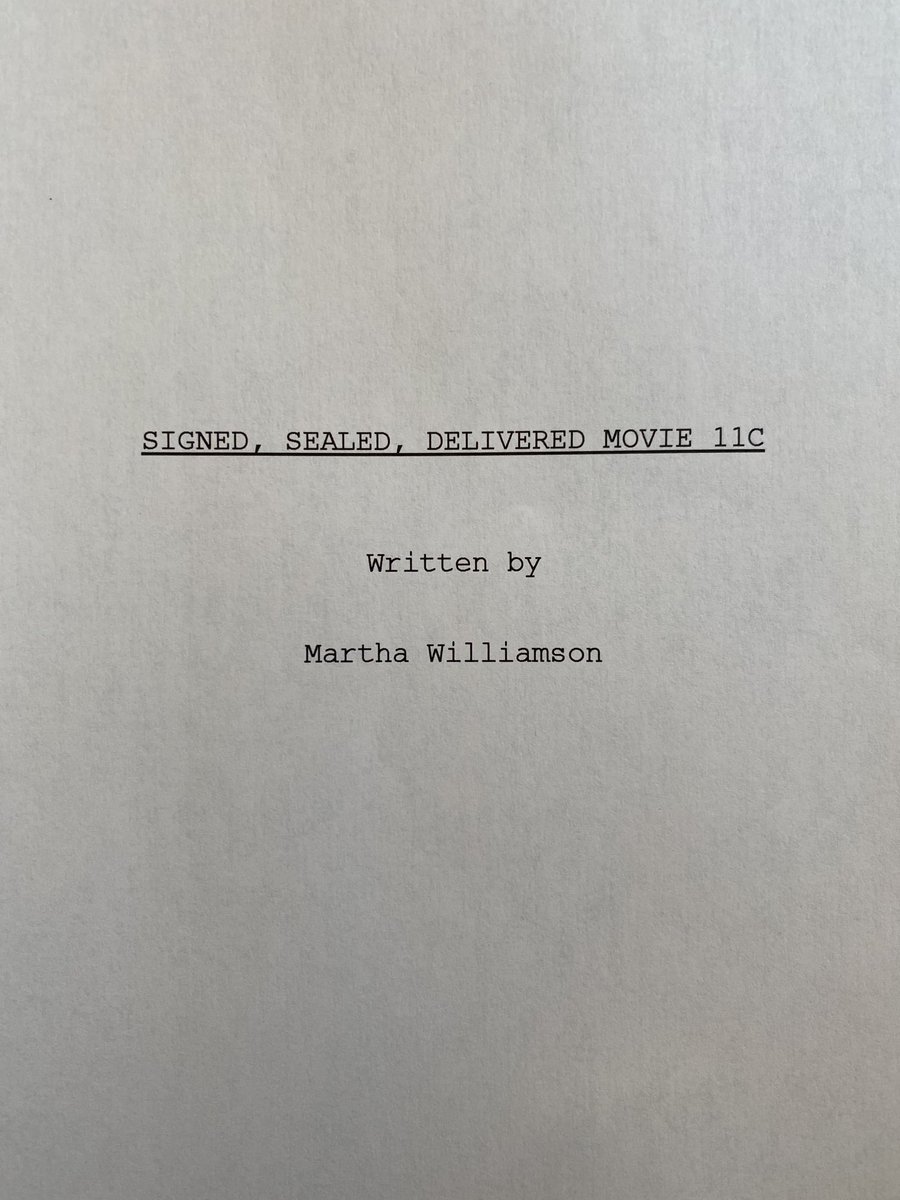 SIGNED, SEALED, DELIVERED MOVIE 11C
Written by
Martha Williamson